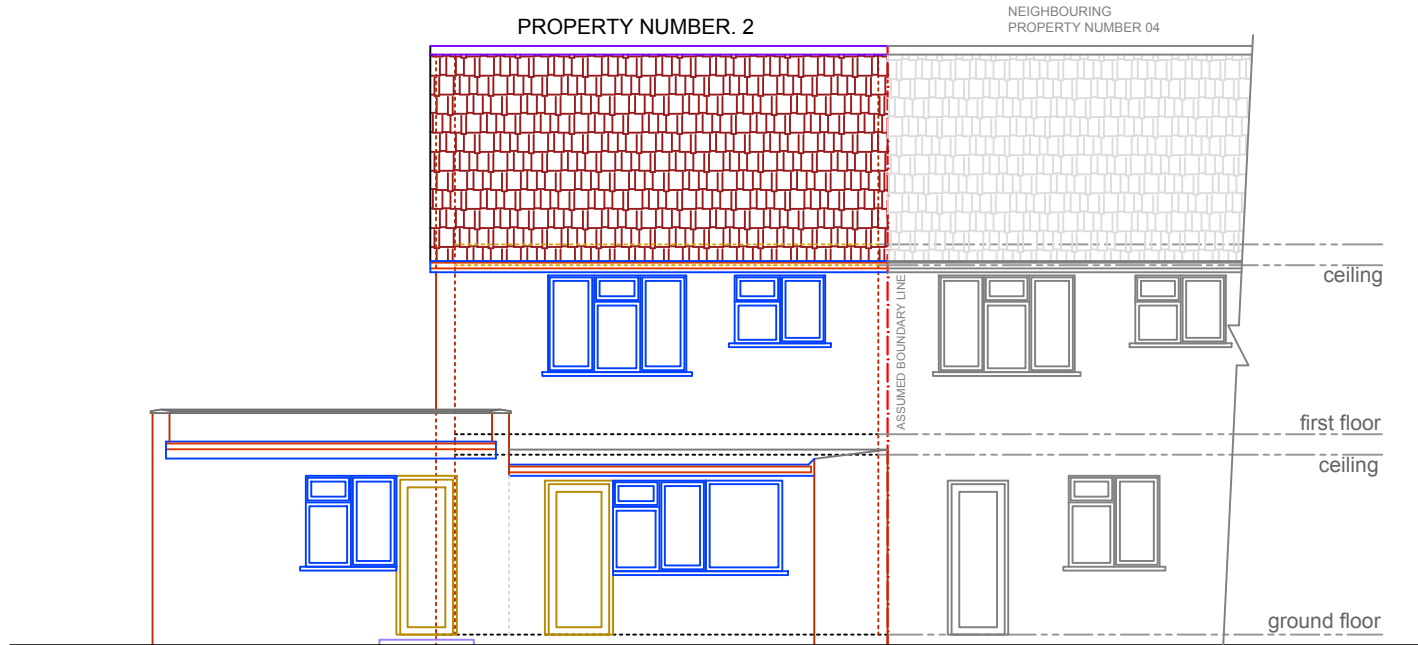 PROPERTY NUMBER. 2
NEIGHBOURING
PROPERTY NUMBER 04
ceiling
ASSUMED BOUNDARY LINE
first floor
ceiling
ground floor